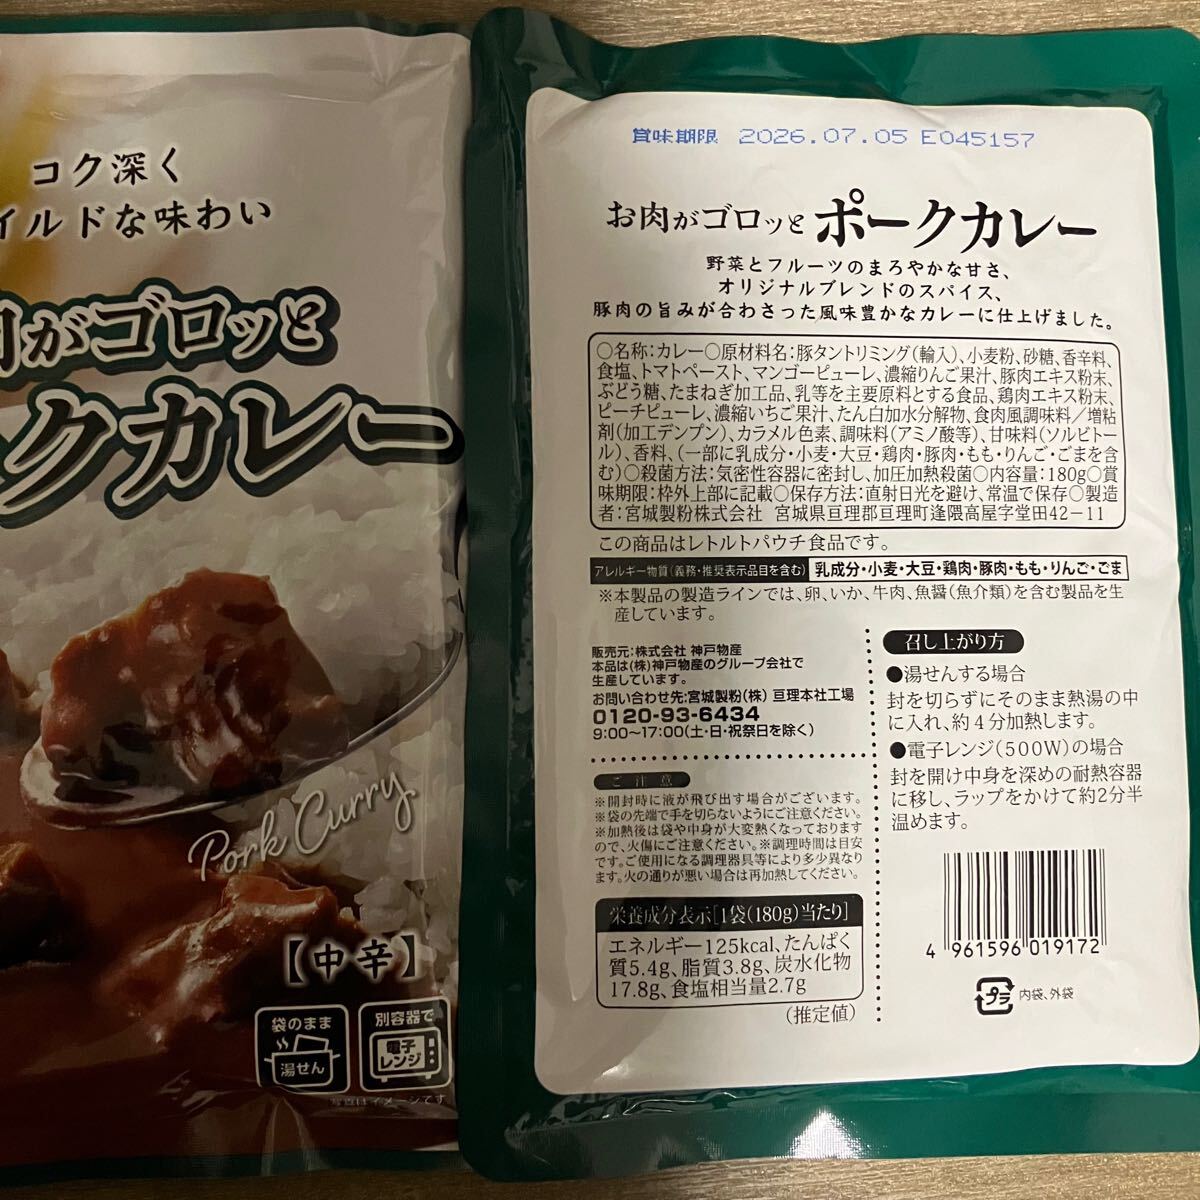 コク深く
イルドな味わい
肉がゴロッと
ークカレー
Pork Curry
【中辛】
袋のまま
湯せん
別容器で
電子
レンジ
写真はイメージです
賞味期限 2026.07.05 E045157
お肉がゴロッとポークカレー
野菜とフルーツのまろやかな甘さ、
オリジナルブレンドのスパイス、
豚肉の旨みが合わさった風味豊かなカレーに仕上げました。
○名称:カレー○原材料名:豚タントリミング(輸入)、小麦粉、砂糖、香辛料、
食塩、トマトペースト、マンゴーピューレ、濃縮りんご果汁、豚肉エキス粉末、
ぶどう糖、たまねぎ加工品、乳等を主要原料とする食品、鶏肉エキス粉末、
ピーチピューレ、濃縮いちご果汁、たん白加水分解物、食肉風調味料／増粘
剤(加工デンプン)、カラメル色素、調味料(アミノ酸等)、甘味料(ソルビトー
ル)、香料、(一部に乳成分・小麦・大豆・鶏肉・豚肉・もも・りんご・ごまを含
む)○殺菌方法:気密性容器に密封し、加圧加熱殺菌○内容量:180g○賞
味期限:枠外上部に記載○保存方法:直射日光を避け、常温で保存○製造
者:宮城製粉株式会社 宮城県亘理郡亘理町逢隈高屋字堂田42-11
この商品はレトルトパウチ食品です。
アレルギー物質(義務・推奨表示品目を含む) 乳成分・小麦・大豆・鶏肉・豚肉・もも・りんご・ごま
※本製品の製造ラインでは、卵、いか、牛肉、魚醤(魚介類)を含む製品を生
産しています。
販売元:株式会社 神戸物産
本品は(株)神戸物産のグループ会社で
生産しています。
お問い合わせ先:宮城製粉(株) 亘理本社工場
0120-93-6434
9:00～17:00(土・日・祝祭日を除く)
ご注意
※開封時に液が飛び出す場合がございます。
※袋の先端で手を切らないようにご注意ください。
※加熱後は袋や中身が大変熱くなっております
ので、火傷にご注意ください。※調理時間は目安
です。ご使用になる調理器具等により多少異なり
ます。火の通りが悪い場合は再加熱してください。
栄養成分表示[1袋(180g)当たり]
エネルギー125kcal、たんぱく
質5.4g、脂質3.8g、炭水化物
17.8g、食塩相当量2.7g
(推定値)
召し上がり方
●湯せんする場合
封を切らずにそのまま熱湯の中
に入れ、約4分加熱します。
●電子レンジ(500W)の場合
封を開け中身を深めの耐熱容器
に移し、ラップをかけて約2分半
温めます。
4 961596 019172
プラ 内袋、外袋